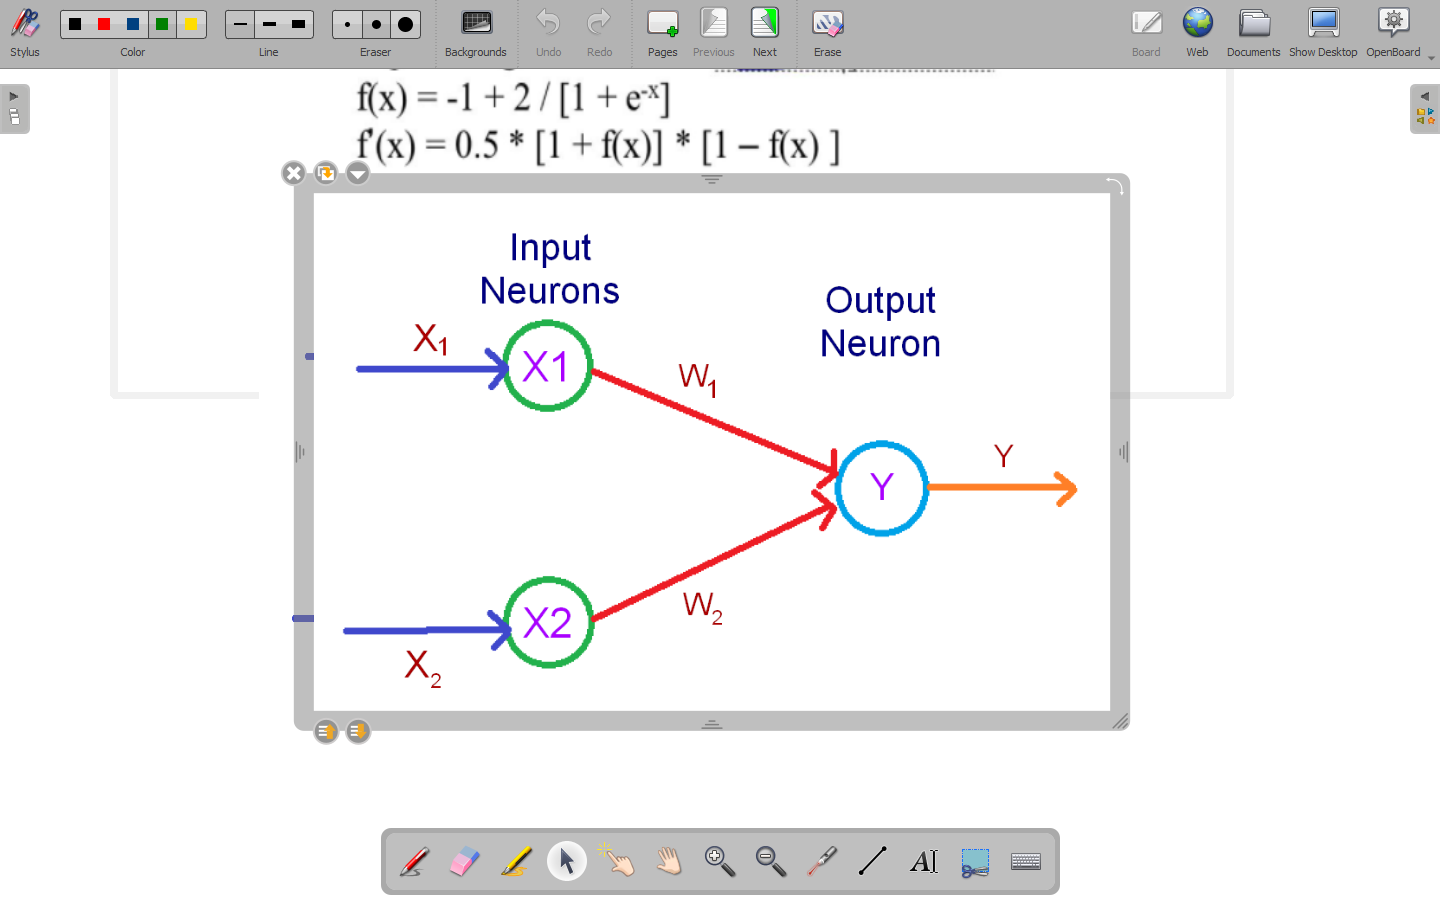 Stylus
Color
Line
Eraser
Backgrounds
Undo
Redo
Pages
Previous
Next
Erase
Board
Web
Documents
Show Desktop
OpenBoard
f(x) = -1 + 2 / [1 + e⁻ˣ]
f'(x) = 0.5 * [1 + f(x)] * [1 – f(x) ]
Input
Neurons
Output
Neuron
X₁
X1
W₁
Y
Y
X2
W₂
X₂
AI